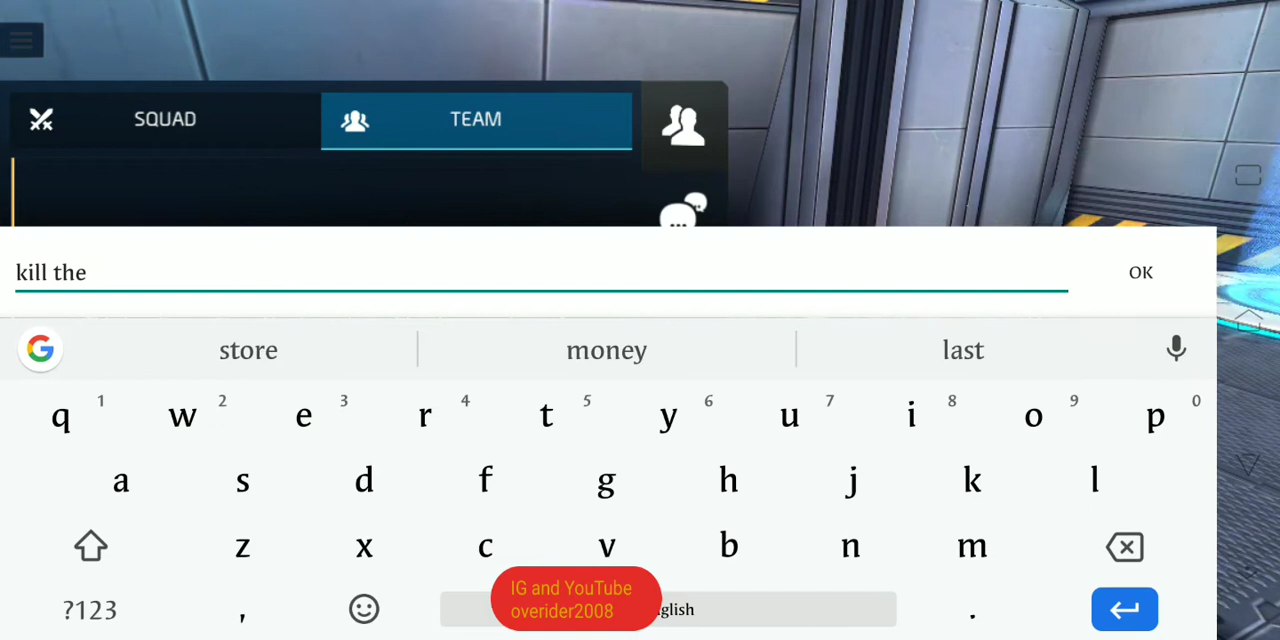 SQUAD TEAM
kill the OK
store money last
1 2 3 4 5 6 7 8 9 0
q w e r t y u i o p
a s d f g h j k l
z x c v b n m
?123 , glish .
IG and YouTube
overider2008